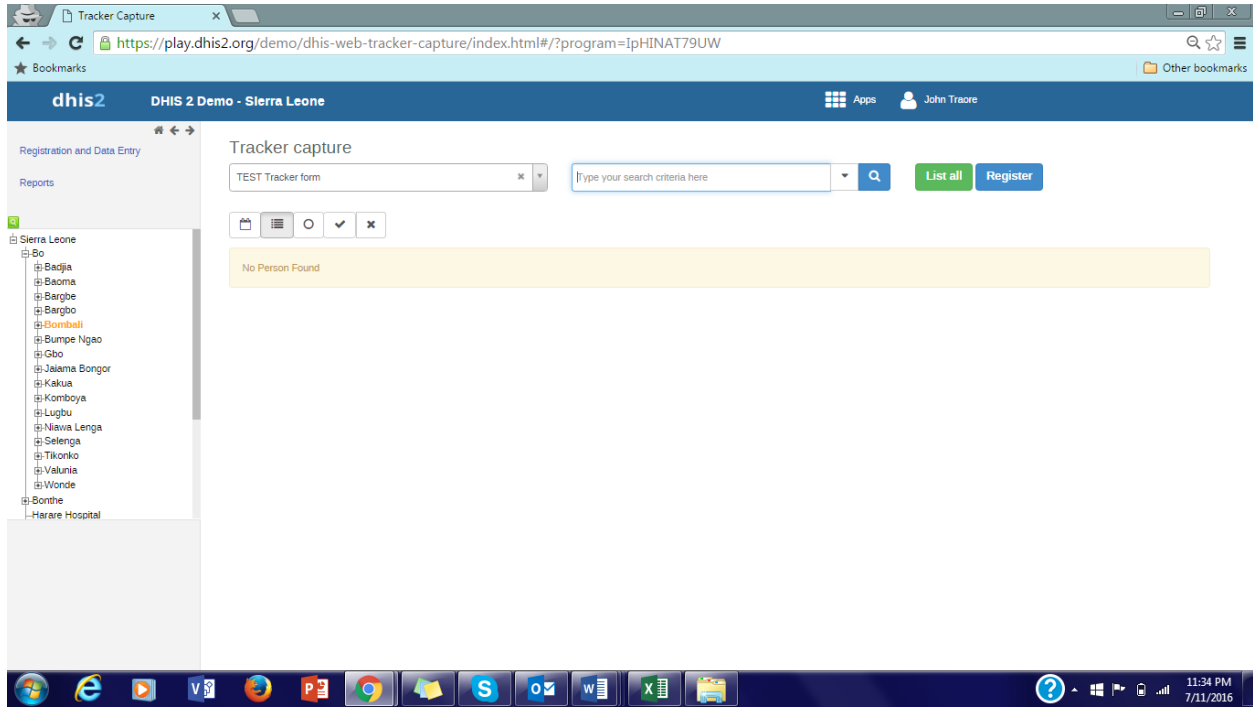 Tracker Capture
https://play.dhis2.org/demo/dhis-web-tracker-capture/index.html#/?program=IpHINAT79UW
Bookmarks
Other bookmarks
dhis2
DHIS 2 Demo - Sierra Leone
Apps
John Traore
Registration and Data Entry
Reports
Tracker capture
TEST Tracker form
Type your search criteria here
List all
Register
No Person Found
Sierra Leone
Bo
Badjia
Baoma
Bargbe
Bargbo
Bombali
Bumpe Ngao
Gbo
Jaiama Bongor
Kakua
Komboya
Lugbu
Niawa Lenga
Selenga
Tikonko
Valunia
Wonde
Bonthe
Harare Hospital
11:34 PM
7/11/2016